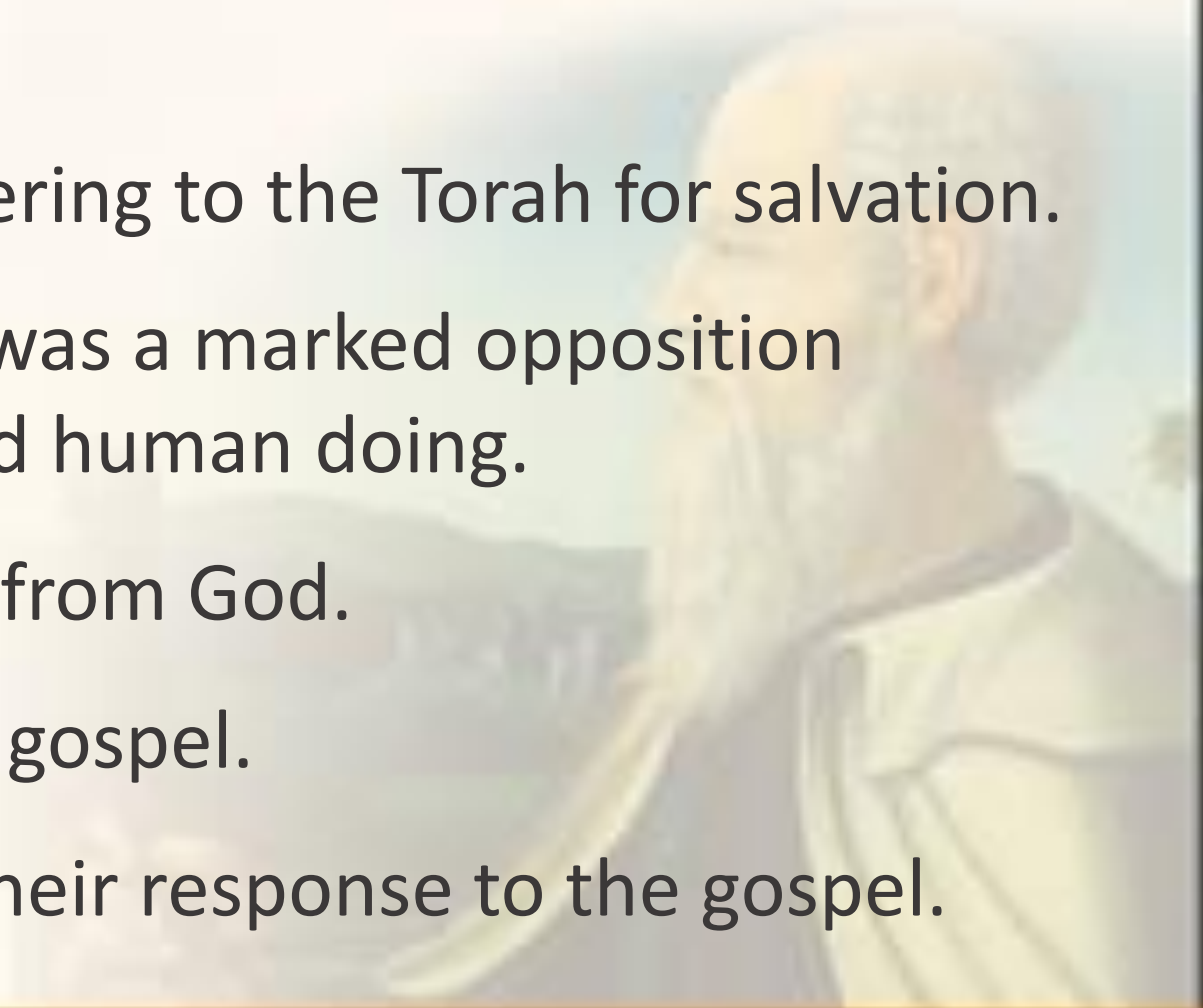 ering to the Torah for salvation.
was a marked opposition
d human doing.
from God.
gospel.
heir response to the gospel.